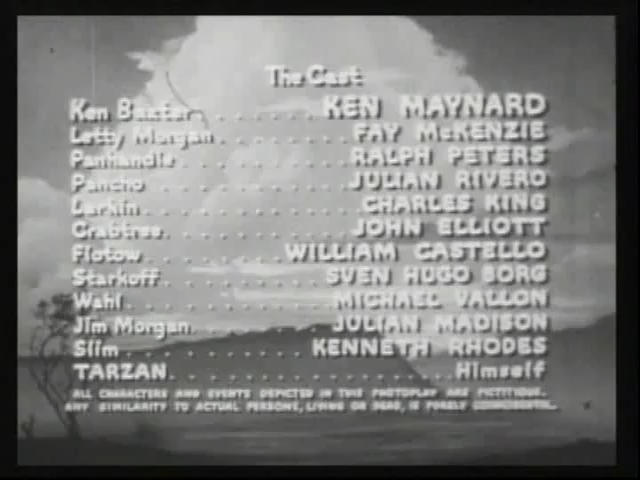 The Cast
Ken Baxter . . . . . . KEN MAYNARD
Letty Morgan . . . . . . . FAY McKENZIE
Panhandle . . . . . . . . RALPH PETERS
Pancho . . . . . . . . . . JULIAN RIVERO
Larkin . . . . . . . . . . . CHARLES KING
Crabtree . . . . . . . . . JOHN ELLIOTT
Flotow . . . . . . . WILLIAM CASTELLO
Starkoff . . . . . . . . SVEN HUGO BORG
Wahl . . . . . . . . . . MICHAEL VALLON
Jim Morgan . . . . . . . JULIAN MADISON
Slim . . . . . . . . . KENNETH RHODES
TARZAN . . . . . . . . . . . . . . . . Himself
ALL CHARACTERS AND EVENTS DEPICTED IN THIS PHOTOPLAY ARE FICTITIOUS.
ANY SIMILARITY TO ACTUAL PERSONS, LIVING OR DEAD, IS PURELY COINCIDENTAL.